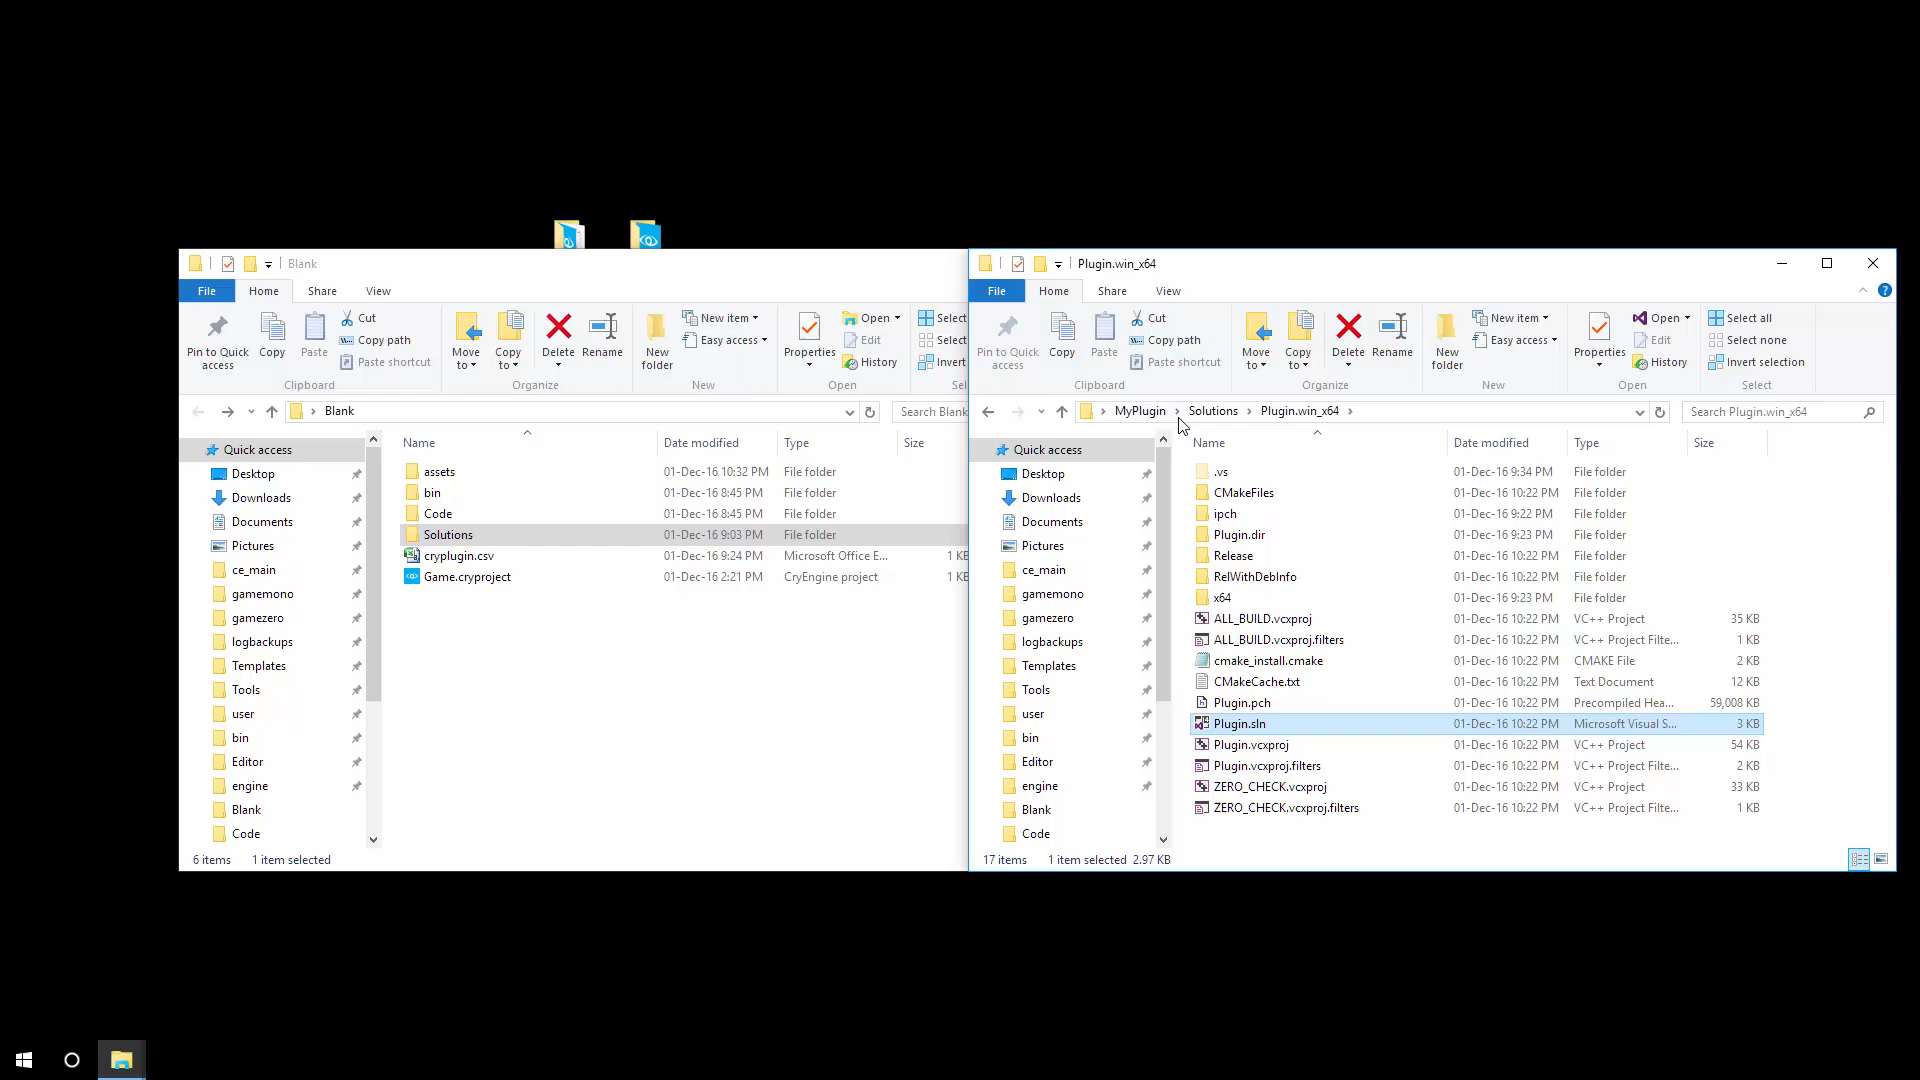 Blank
File Home Share View
Pin to Quick access
Copy
Paste
Cut
Copy path
Paste shortcut
Clipboard
Move to
Copy to
Delete
Rename
Organize
New folder
New item
Easy access
New
Properties
Open
Edit
History
Open
Select
Select
Invert
Sel
Blank
Search Blank
Name Date modified Type Size
Quick access
Desktop
Downloads
Documents
Pictures
ce_main
gamemono
gamezero
logbackups
Templates
Tools
user
bin
Editor
engine
Blank
Code
assets 01-Dec-16 10:32 PM File folder
bin 01-Dec-16 8:45 PM File folder
Code 01-Dec-16 8:45 PM File folder
Solutions 01-Dec-16 9:03 PM File folder
cryplugin.csv 01-Dec-16 9:24 PM Microsoft Office E... 1 KB
Game.cryproject 01-Dec-16 2:21 PM CryEngine project 1 KB
6 items 1 item selected
Plugin.win_x64
File Home Share View
Pin to Quick access
Copy
Paste
Cut
Copy path
Paste shortcut
Clipboard
Move to
Copy to
Delete
Rename
Organize
New folder
New item
Easy access
New
Properties
Open
Edit
History
Open
Select all
Select none
Invert selection
Select
MyPlugin Solutions Plugin.win_x64
Search Plugin.win_x64
Name Date modified Type Size
Quick access
Desktop
Downloads
Documents
Pictures
ce_main
gamemono
gamezero
logbackups
Templates
Tools
user
bin
Editor
engine
Blank
Code
.vs 01-Dec-16 9:34 PM File folder
CMakeFiles 01-Dec-16 10:22 PM File folder
ipch 01-Dec-16 9:22 PM File folder
Plugin.dir 01-Dec-16 9:23 PM File folder
Release 01-Dec-16 10:22 PM File folder
RelWithDebInfo 01-Dec-16 10:22 PM File folder
x64 01-Dec-16 9:23 PM File folder
ALL_BUILD.vcxproj 01-Dec-16 10:22 PM VC++ Project 35 KB
ALL_BUILD.vcxproj.filters 01-Dec-16 10:22 PM VC++ Project Filte... 1 KB
cmake_install.cmake 01-Dec-16 10:22 PM CMAKE File 2 KB
CMakeCache.txt 01-Dec-16 10:22 PM Text Document 12 KB
Plugin.pch 01-Dec-16 10:22 PM Precompiled Hea... 59,008 KB
Plugin.sln 01-Dec-16 10:22 PM Microsoft Visual S... 3 KB
Plugin.vcxproj 01-Dec-16 10:22 PM VC++ Project 54 KB
Plugin.vcxproj.filters 01-Dec-16 10:22 PM VC++ Project Filte... 2 KB
ZERO_CHECK.vcxproj 01-Dec-16 10:22 PM VC++ Project 33 KB
ZERO_CHECK.vcxproj.filters 01-Dec-16 10:22 PM VC++ Project Filte... 1 KB
17 items 1 item selected 2.97 KB